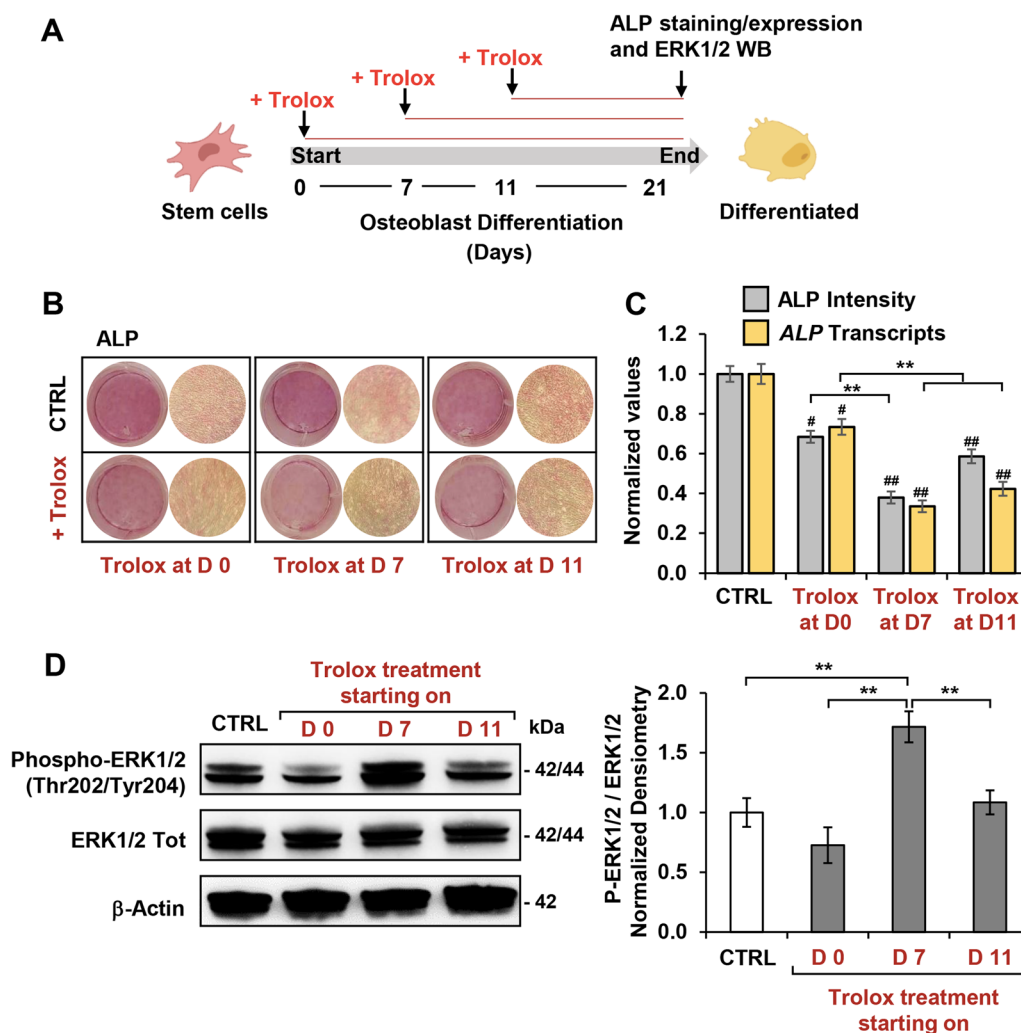 A
ALP staining/expression
and ERK1/2 WB
+ Trolox
+ Trolox
+ Trolox
Start
End
0
7
11
21
Stem cells
Osteoblast Differentiation
(Days)
Differentiated
B
ALP
CTRL
+ Trolox
Trolox at D 0
Trolox at D 7
Trolox at D 11
C
ALP Intensity
ALP Transcripts
Normalized values
1.2
1.0
0.8
0.6
0.4
0.2
0.0
**
**
#
#
##
##
##
##
CTRL
Trolox
at D0
Trolox
at D7
Trolox
at D11
D
Trolox treatment
starting on
CTRL
D 0
D 7
D 11
kDa
Phospho-ERK1/2
(Thr202/Tyr204)
- 42/44
ERK1/2 Tot
- 42/44
β-Actin
- 42
P-ERK1/2 / ERK1/2
Normalized Densiometry
2.0
1.5
1.0
0.5
0.0
**
**
**
CTRL
D 0
D 7
D 11
Trolox treatment
starting on